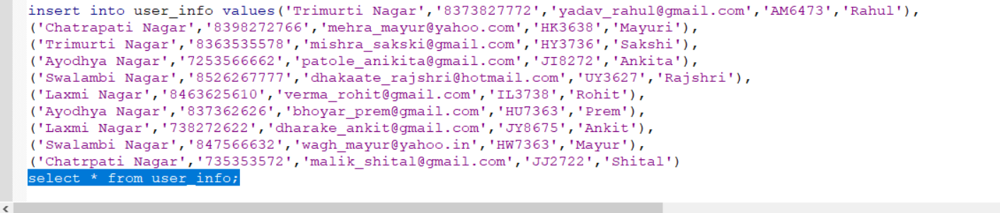 insert into user_info values('Trimurti Nagar','8373827772','yadav_rahul@gmail.com','AM6473','Rahul'),
('Chatrapati Nagar','8398272766','mehra_mayur@yahoo.com','HK3638','Mayuri'),
('Trimurti Nagar','8363535578','mishra_sakski@gmail.com','HY3736','Sakshi'),
('Ayodhya Nagar','7253566662','patole_anikita@gmail.com','JI8272','Ankita'),
('Swalambi Nagar','8526267777','dhakaate_rajshri@hotmail.com','UY3627','Rajshri'),
('Laxmi Nagar','8463625610','verma_rohit@gmail.com','IL3738','Rohit'),
('Ayodhya Nagar','837362626','bhoyar_prem@gmail.com','HU7363','Prem'),
('Laxmi Nagar','738272622','dharake_ankit@gmail.com','JY8675','Ankit'),
('Swalambi Nagar','847566632','wagh_mayur@yahoo.in','HW7363','Mayur'),
('Chatrpati Nagar','735353572','malik_shital@gmail.com','JJ2722','Shital')
select * from user_info;